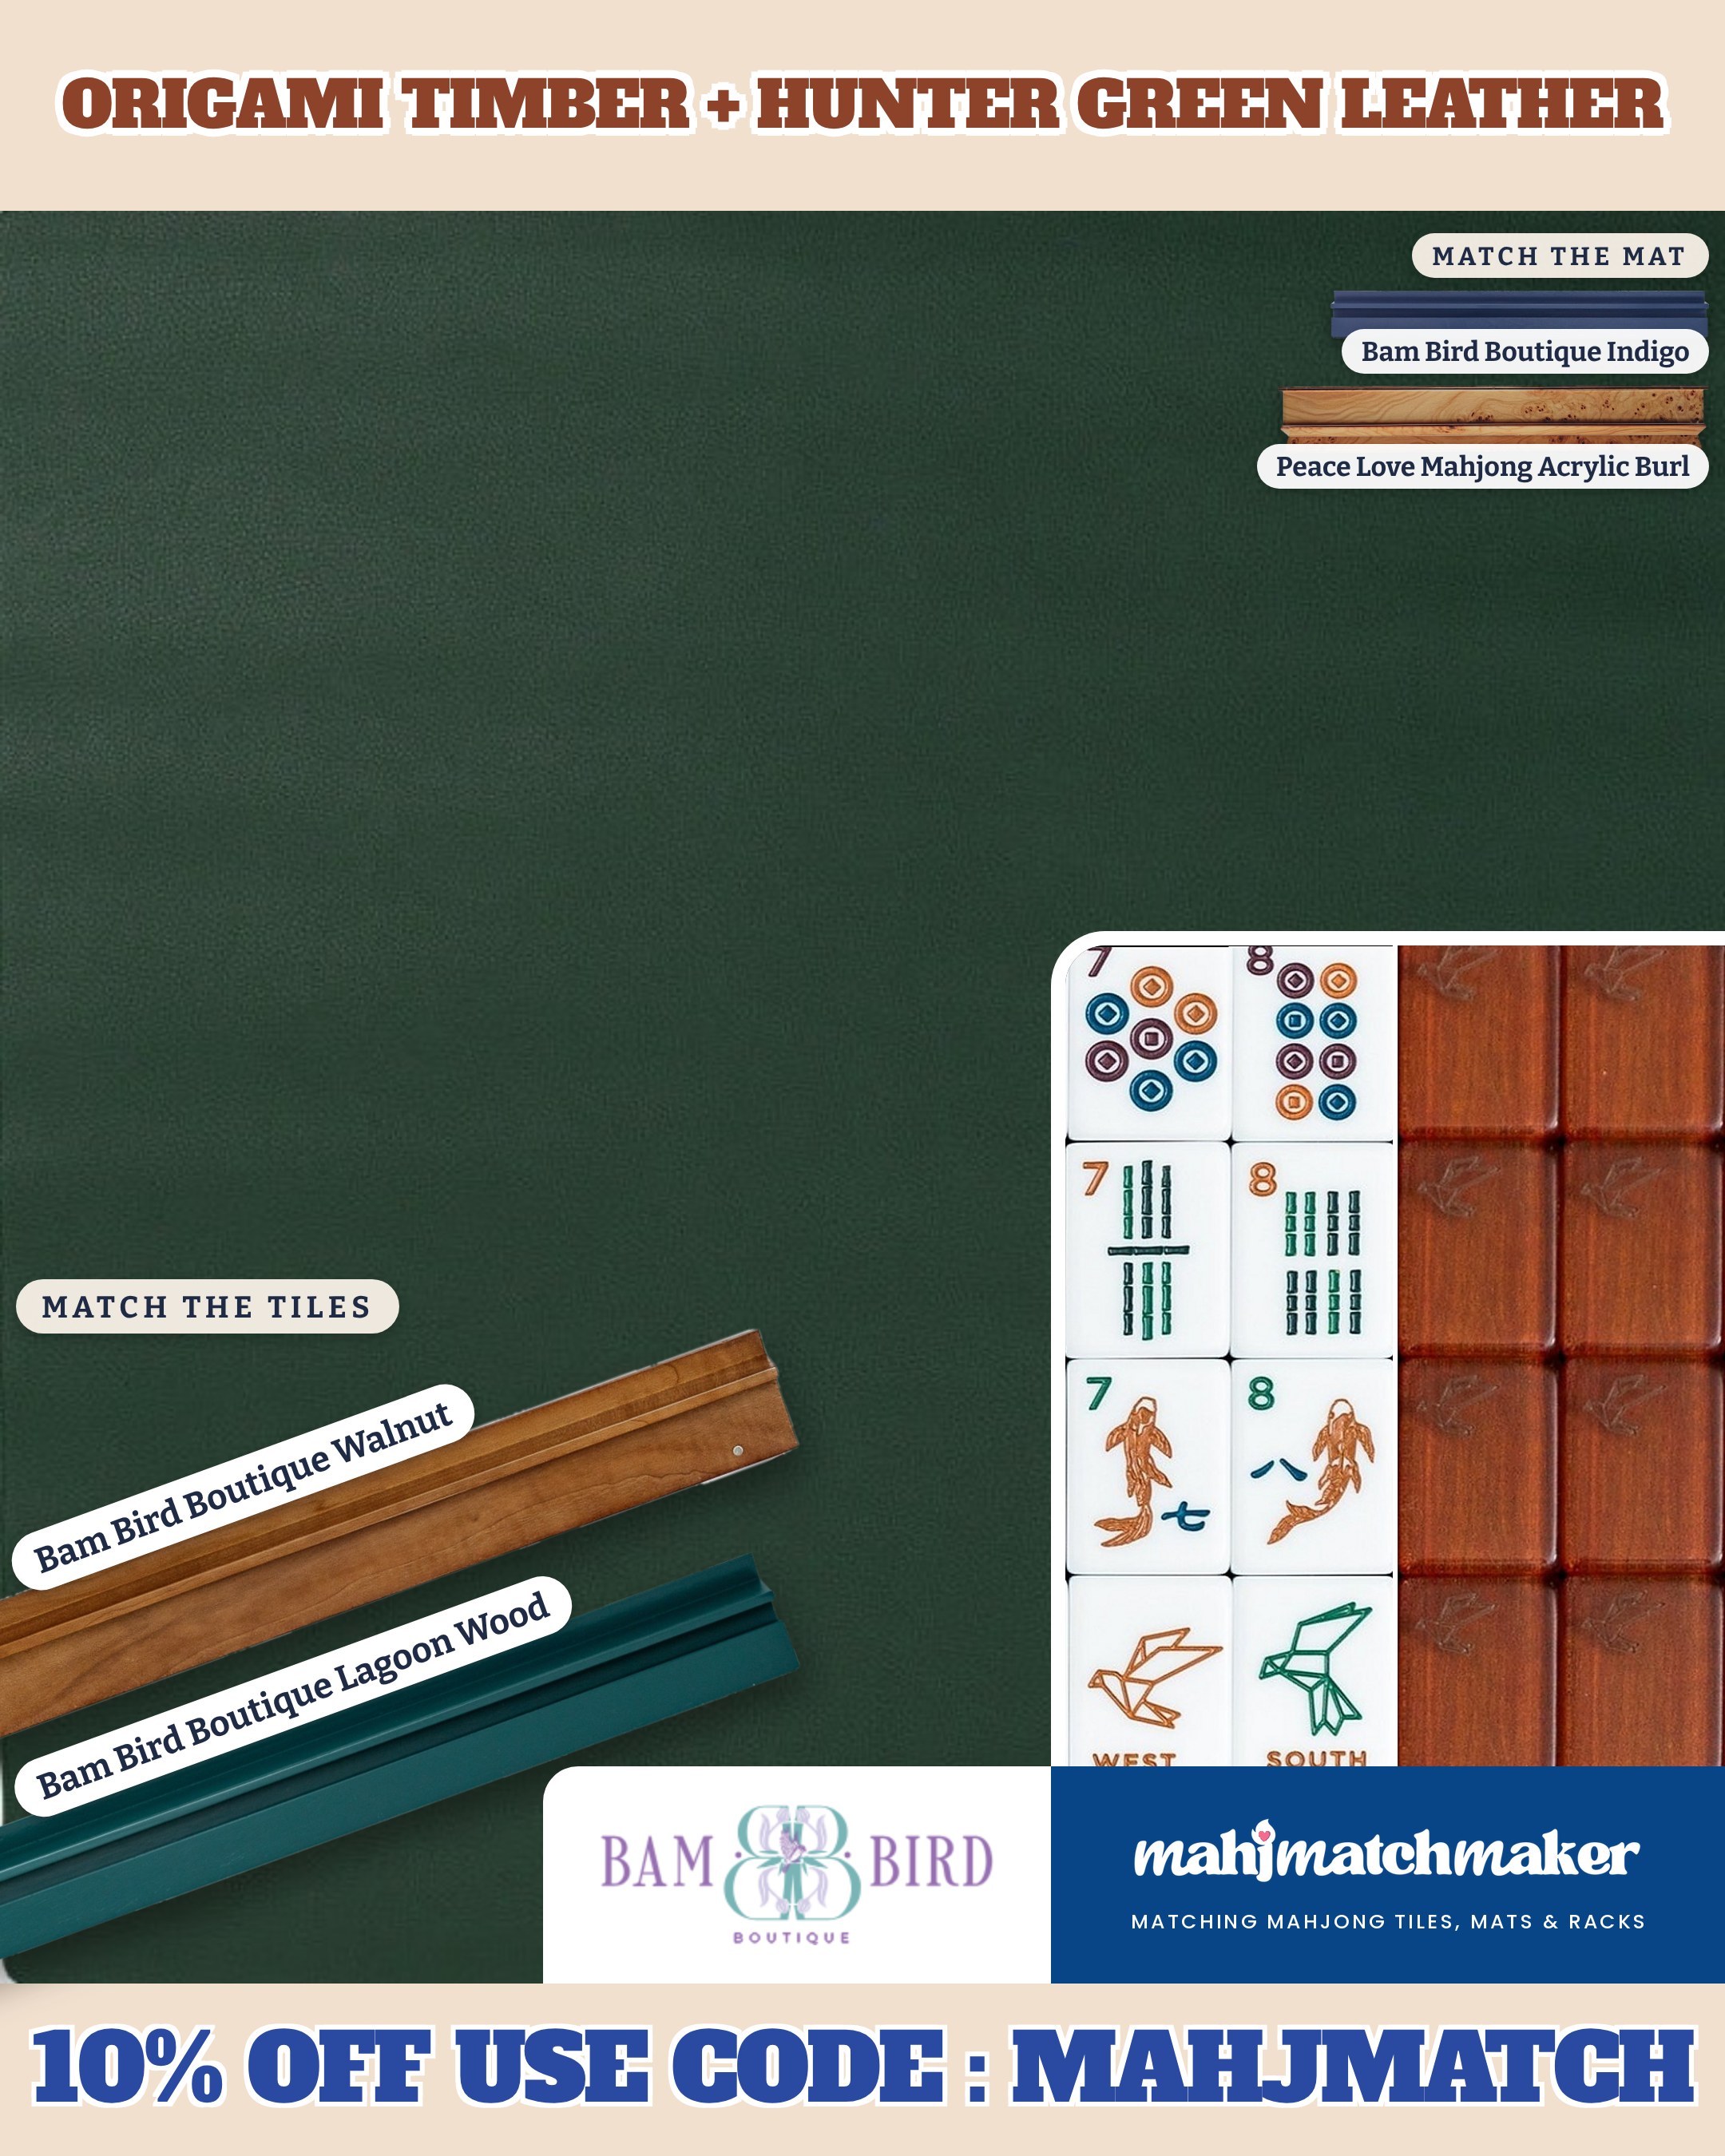 ORIGAMI TIMBER + HUNTER GREEN LEATHER
MATCH THE MAT
Bam Bird Boutique Indigo
Peace Love Mahjong Acrylic Burl
7 8
7 8
7 8
七 八
WEST SOUTH
MATCH THE TILES
Bam Bird Boutique Walnut
Bam Bird Boutique Lagoon Wood
BAM BIRD
BOUTIQUE
mahjmatchmaker
MATCHING MAHJONG TILES, MATS & RACKS
10% OFF USE CODE : MAHJMATCH